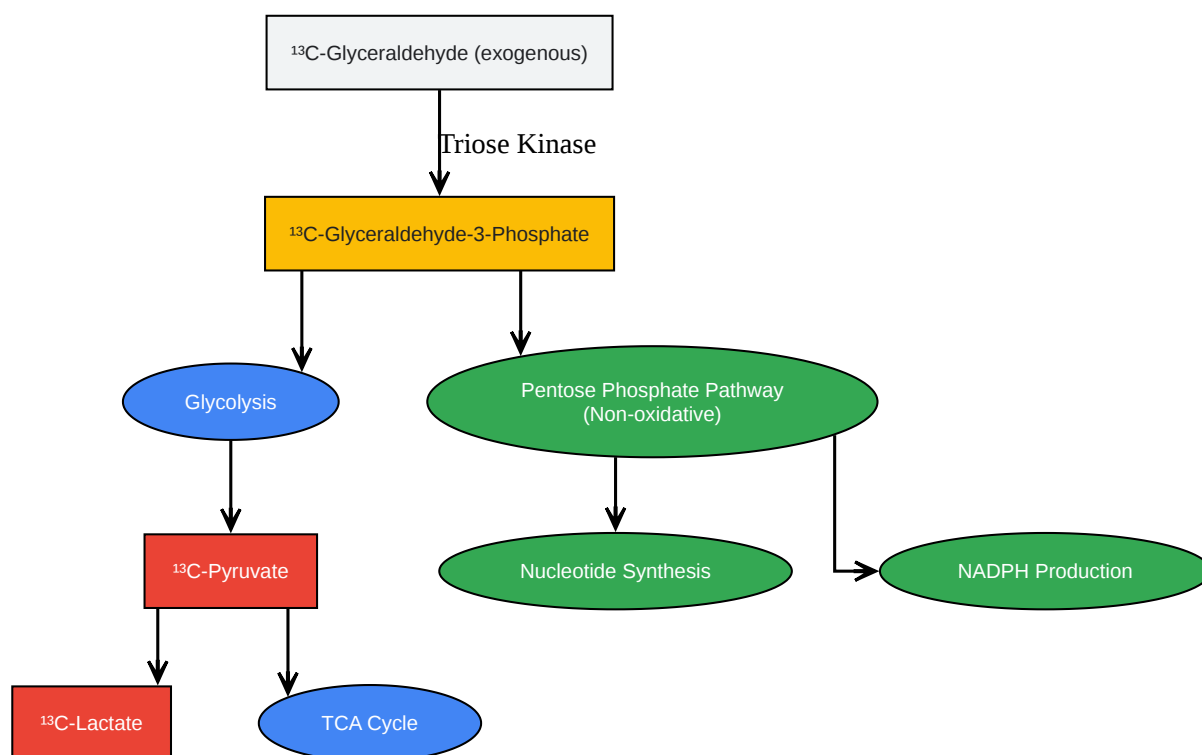 ¹³C-Glyceraldehyde (exogenous)
Triose Kinase
¹³C-Glyceraldehyde-3-Phosphate
Glycolysis
Pentose Phosphate Pathway
(Non-oxidative)
¹³C-Pyruvate
Nucleotide Synthesis
NADPH Production
¹³C-Lactate
TCA Cycle